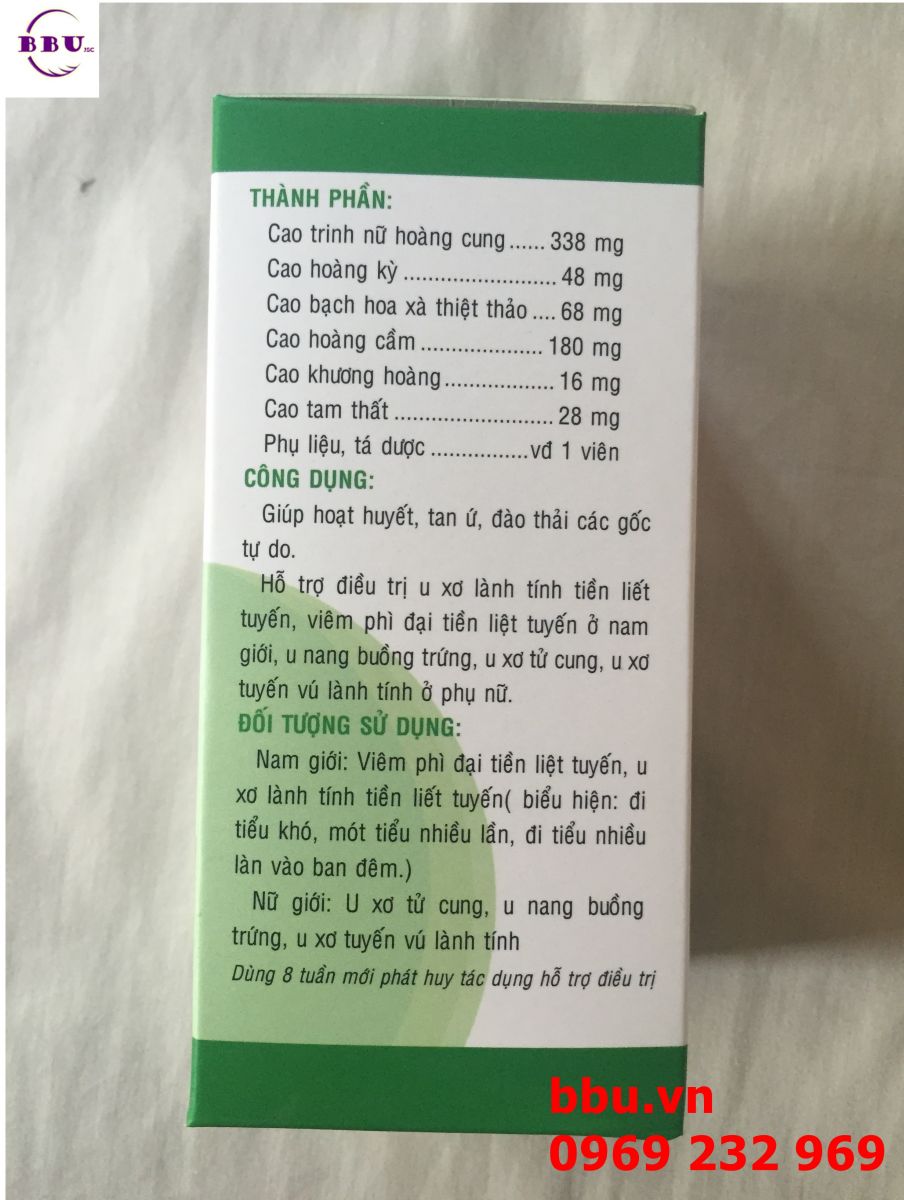 BBU JSC
THÀNH PHẦN:
Cao trinh nữ hoàng cung ...... 338 mg
Cao hoàng kỳ .......................... 48 mg
Cao bạch hoa xà thiệt thảo .... 68 mg
Cao hoàng cầm .................... 180 mg
Cao khương hoàng .................. 16 mg
Cao tam thất .......................... 28 mg
Phụ liệu, tá dược ................vđ 1 viên
CÔNG DỤNG:
Giúp hoạt huyết, tan ứ, đào thải các gốc
tự do.
Hỗ trợ điều trị u xơ lành tính tiền liết
tuyến, viêm phì đại tiền liệt tuyến ở nam
giới, u nang buồng trứng, u xơ tử cung, u xơ
tuyến vú lành tính ở phụ nữ.
ĐỐI TƯỢNG SỬ DỤNG:
Nam giới: Viêm phì đại tiền liệt tuyến, u
xơ lành tính tiền liết tuyến( biểu hiện: đi
tiểu khó, mót tiểu nhiều lần, đi tiểu nhiều
làn vào ban đêm.)
Nữ giới: U xơ tử cung, u nang buồng
trứng, u xơ tuyến vú lành tính
Dùng 8 tuần mới phát huy tác dụng hỗ trợ điều trị
bbu.vn
0969 232 969